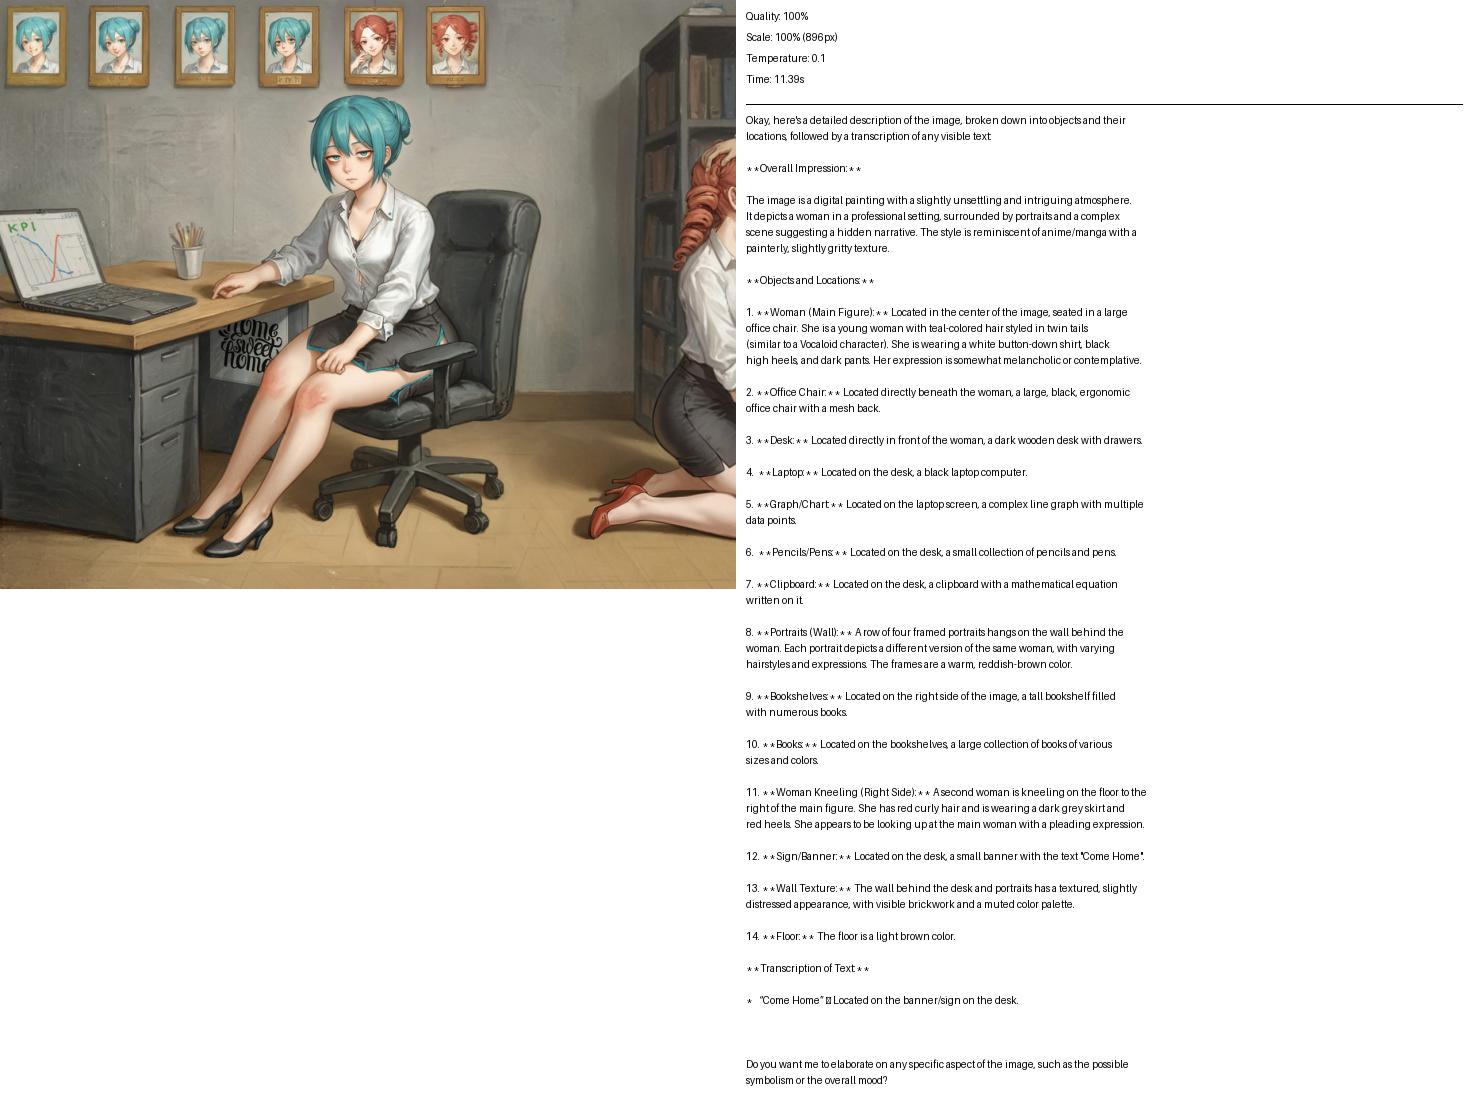 KPI
home
sweet
home
Quality: 100%
Scale: 100% (896px)
Temperature: 0.1
Time: 11.39s
Okay, here's a detailed description of the image, broken down into objects and their
locations, followed by a transcription of any visible text:
**Overall Impression:**
The image is a digital painting with a slightly unsettling and intriguing atmosphere.
It depicts a woman in a professional setting, surrounded by portraits and a complex
scene suggesting a hidden narrative. The style is reminiscent of anime/manga with a
painterly, slightly gritty texture.
**Objects and Locations:**
1. **Woman (Main Figure):** Located in the center of the image, seated in a large
office chair. She is a young woman with teal-colored hair styled in twin tails
(similar to a Vocaloid character). She is wearing a white button-down shirt, black
high heels, and dark pants. Her expression is somewhat melancholic or contemplative.
2. **Office Chair:** Located directly beneath the woman, a large, black, ergonomic
office chair with a mesh back.
3. **Desk:** Located directly in front of the woman, a dark wooden desk with drawers.
4. **Laptop:** Located on the desk, a black laptop computer.
5. **Graph/Chart:** Located on the laptop screen, a complex line graph with multiple
data points.
6. **Pencils/Pens:** Located on the desk, a small collection of pencils and pens.
7. **Clipboard:** Located on the desk, a clipboard with a mathematical equation
written on it.
8. **Portraits (Wall):** A row of four framed portraits hangs on the wall behind the
woman. Each portrait depicts a different version of the same woman, with varying
hairstyles and expressions. The frames are a warm, reddish-brown color.
9. **Bookshelves:** Located on the right side of the image, a tall bookshelf filled
with numerous books.
10. **Books:** Located on the bookshelves, a large collection of books of various
sizes and colors.
11. **Woman Kneeling (Right Side):** A second woman is kneeling on the floor to the
right of the main figure. She has red curly hair and is wearing a dark grey skirt and
red heels. She appears to be looking up at the main woman with a pleading expression.
12. **Sign/Banner:** Located on the desk, a small banner with the text "Come Home".
13. **Wall Texture:** The wall behind the desk and portraits has a textured, slightly
distressed appearance, with visible brickwork and a muted color palette.
14. **Floor:** The floor is a light brown color.
**Transcription of Text:**
* "Come Home" Located on the banner/sign on the desk.
Do you want me to elaborate on any specific aspect of the image, such as the possible
symbolism or the overall mood?